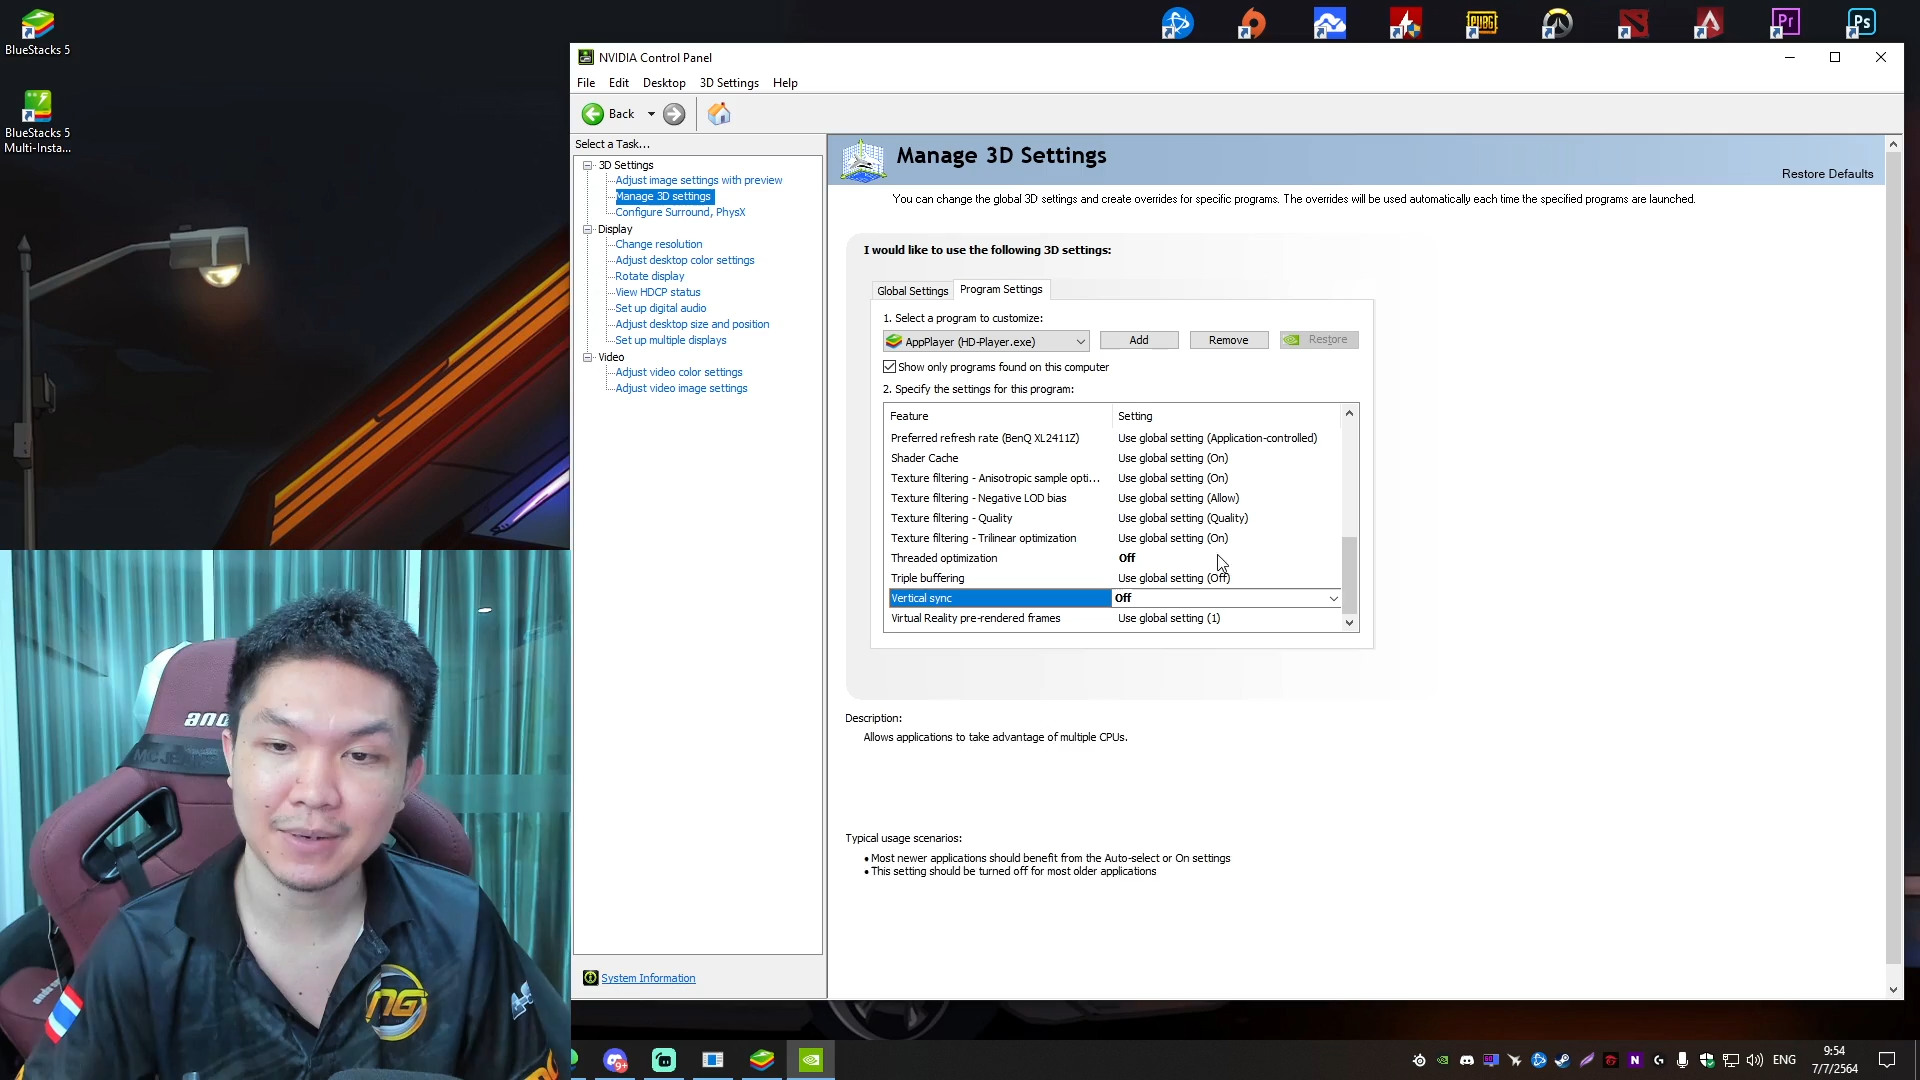 BlueStacks 5
BlueStacks 5
Multi-Insta...
PUBG
Pr
Ps
NVIDIA Control Panel
File Edit Desktop 3D Settings Help
Back
Select a Task...
3D Settings
Adjust image settings with preview
Manage 3D settings
Configure Surround, PhysX
Display
Change resolution
Adjust desktop color settings
Rotate display
View HDCP status
Set up digital audio
Adjust desktop size and position
Set up multiple displays
Video
Adjust video color settings
Adjust video image settings
System Information
Manage 3D Settings
Restore Defaults
You can change the global 3D settings and create overrides for specific programs. The overrides will be used automatically each time the specified programs are launched.
I would like to use the following 3D settings:
Global Settings Program Settings
1. Select a program to customize:
AppPlayer (HD-Player.exe) Add Remove Restore
Show only programs found on this computer
2. Specify the settings for this program:
Feature Setting
Preferred refresh rate (BenQ XL2411Z) Use global setting (Application-controlled)
Shader Cache Use global setting (On)
Texture filtering - Anisotropic sample opti... Use global setting (On)
Texture filtering - Negative LOD bias Use global setting (Allow)
Texture filtering - Quality Use global setting (Quality)
Texture filtering - Trilinear optimization Use global setting (On)
Threaded optimization Off
Triple buffering Use global setting (Off)
Vertical sync Off
Virtual Reality pre-rendered frames Use global setting (1)
Description:
Allows applications to take advantage of multiple CPUs.
Typical usage scenarios:
• Most newer applications should benefit from the Auto-select or On settings
• This setting should be turned off for most older applications
NG
ENG
9:54
7/7/2564